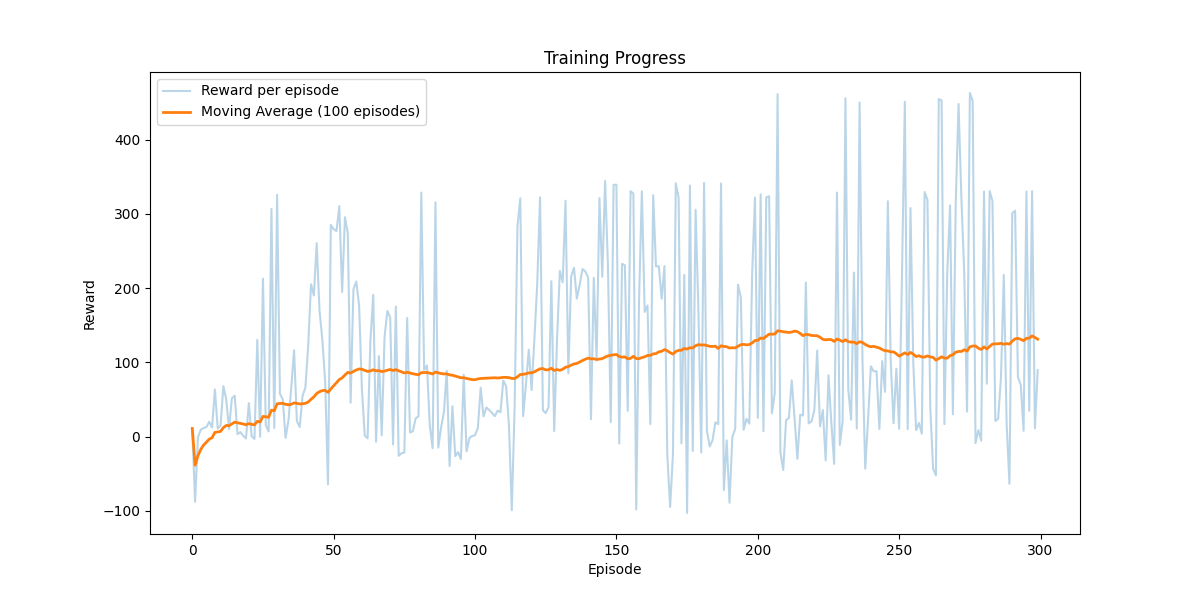 Training Progress
Reward per episode
Moving Average (100 episodes)
400
300
200
100
0
−100
Reward
0
50
100
150
200
250
300
Episode